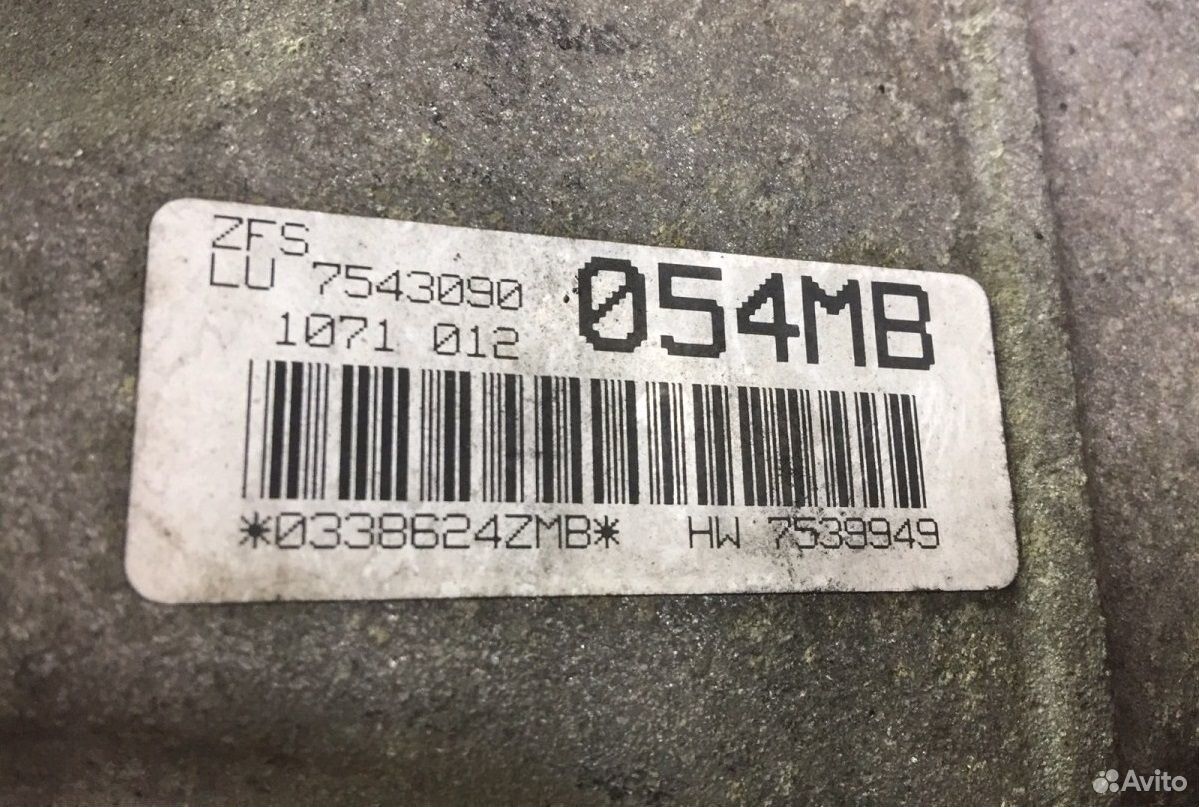 ZFS
LU 7543090
1071 012
054MB
*0338624ZMB* HW 7539949
Avito